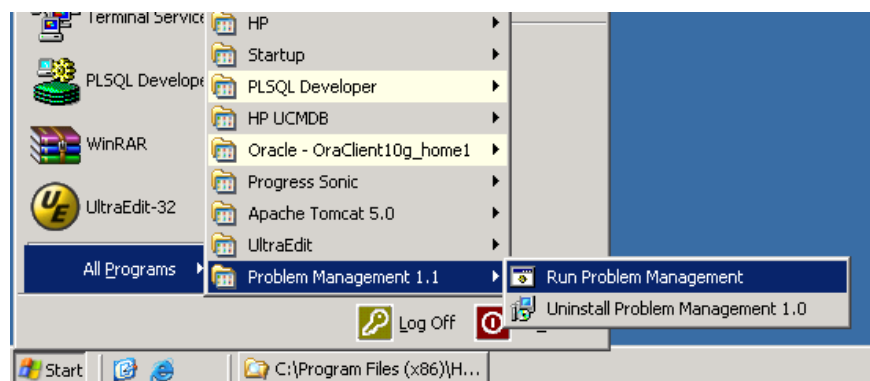 Terminal Service
PLSQL Develope
WinRAR
UltraEdit-32
All Programs
HP
Startup
PLSQL Developer
HP UCMDB
Oracle - OraClient10g_home1
Progress Sonic
Apache Tomcat 5.0
UltraEdit
Problem Management 1.1
Run Problem Management
Uninstall Problem Management 1.0
Log Off
Start
C:\Program Files (x86)\H...